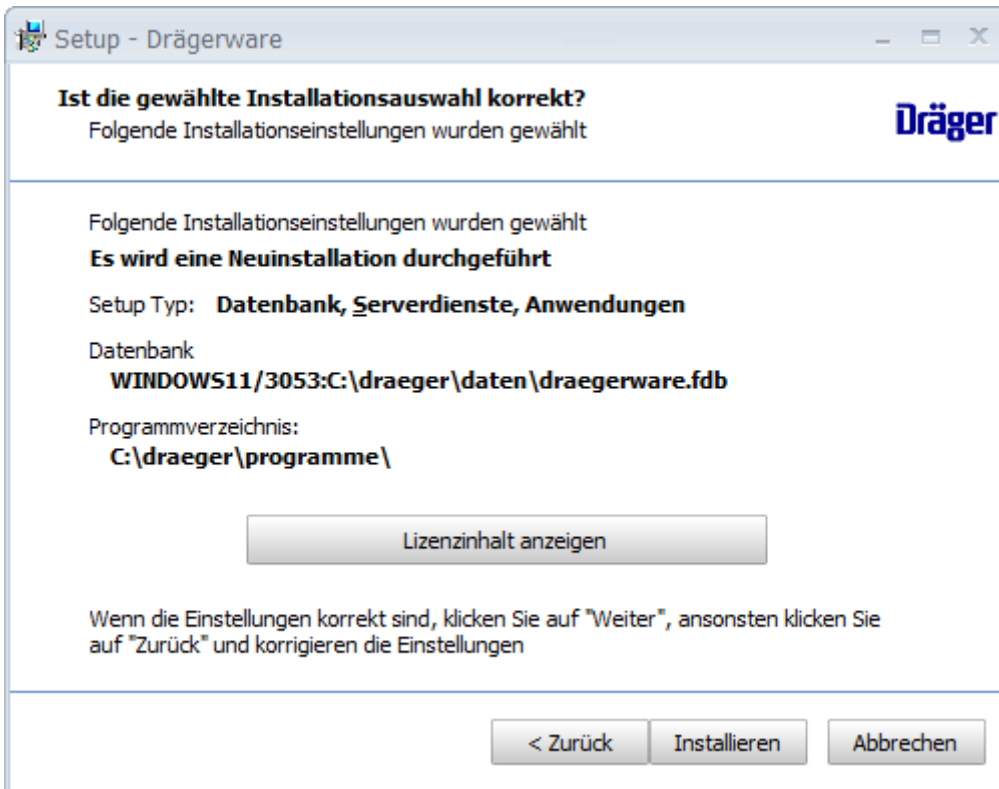 Setup - Drägerware
Ist die gewählte Installationsauswahl korrekt?
Folgende Installationseinstellungen wurden gewählt
Dräger
Folgende Installationseinstellungen wurden gewählt
Es wird eine Neuinstallation durchgeführt
Setup Typ: Datenbank, Serverdienste, Anwendungen
Datenbank
WINDOWS11/3053:C:\draeger\daten\draegerware.fdb
Programmverzeichnis:
C:\draeger\programme\
Lizenzinhalt anzeigen
Wenn die Einstellungen korrekt sind, klicken Sie auf "Weiter", ansonsten klicken Sie
auf "Zurück" und korrigieren die Einstellungen
< Zurück
Installieren
Abbrechen